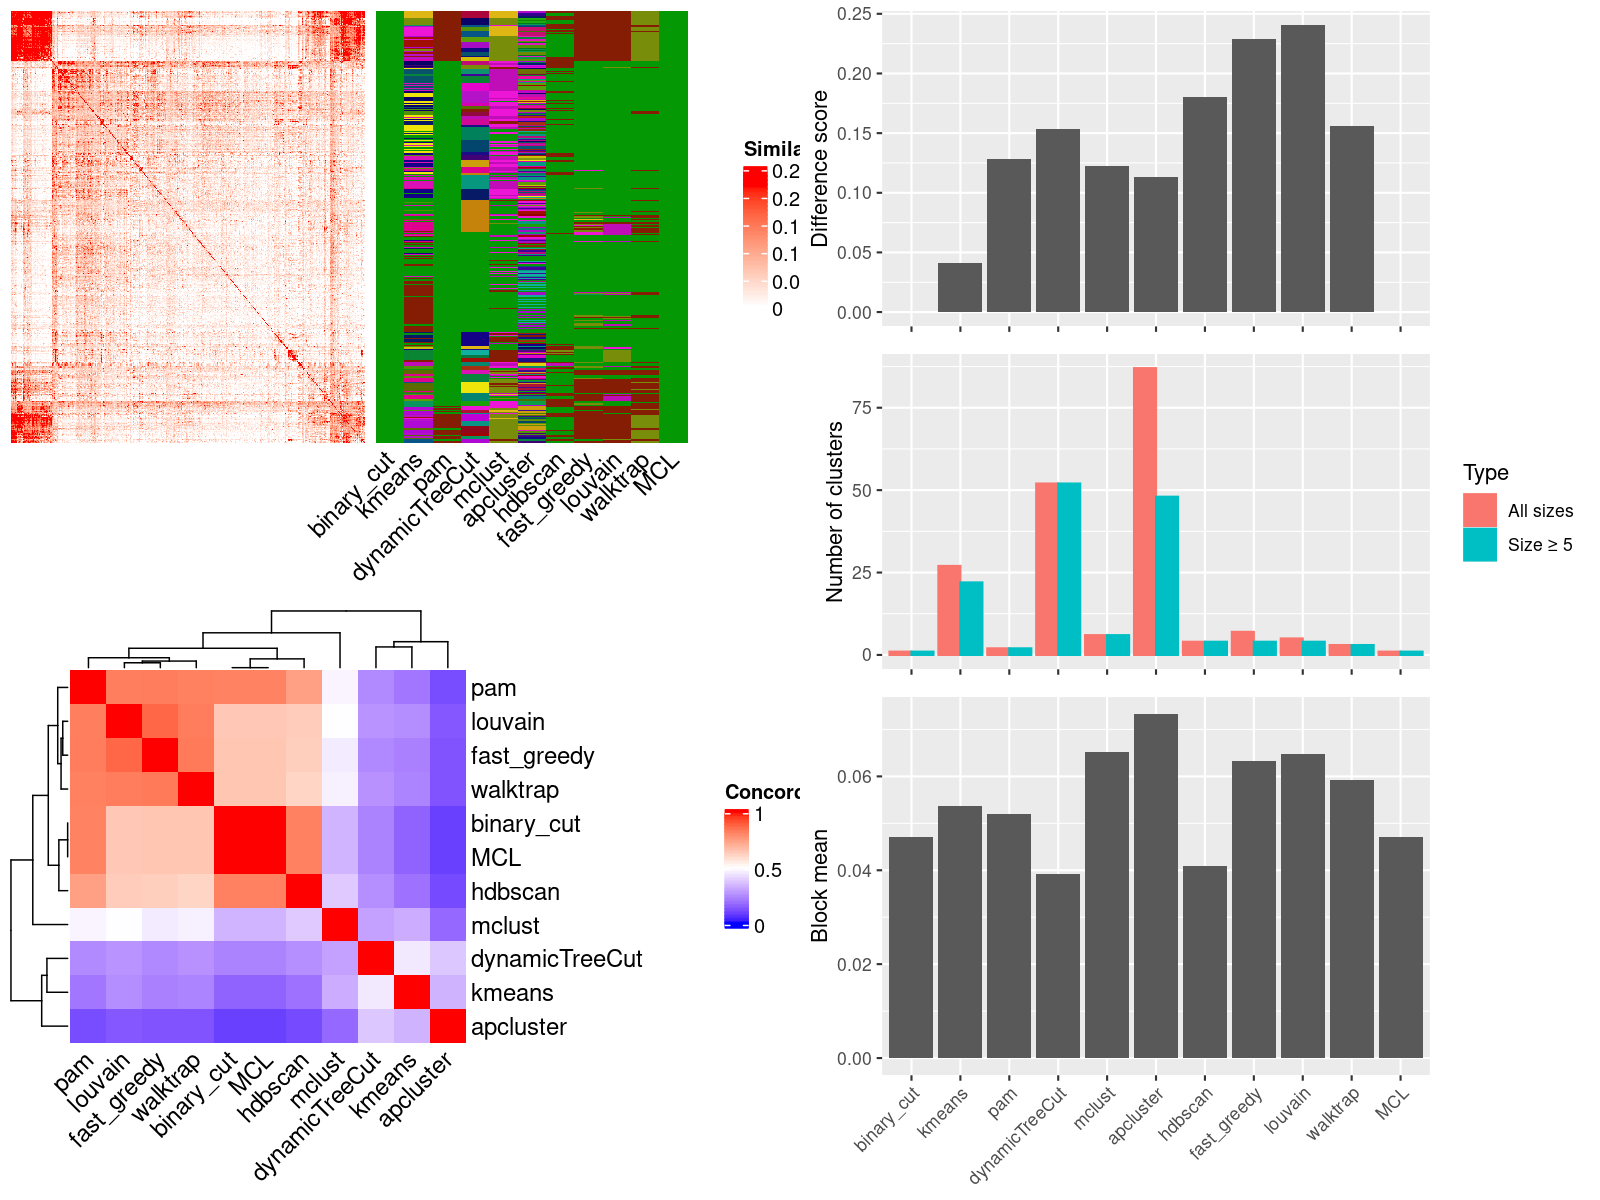 binary_cut
kmeans
pam
dynamicTreeCut
mclust
apcluster
hdbscan
fast_greedy
louvain
walktrap
MCL
Simila
0.2
0.2
0.1
0.1
0.0
0
pam
louvain
fast_greedy
walktrap
binary_cut
MCL
hdbscan
mclust
dynamicTreeCut
kmeans
apcluster
pam
louvain
fast_greedy
walktrap
binary_cut
MCL
hdbscan
mclust
dynamicTreeCut
kmeans
apcluster
Concord
1
0.5
0
Difference score
0.25
0.20
0.15
0.10
0.05
0.00
Number of clusters
75
50
25
0
Type
All sizes
Size ≥ 5
Block mean
0.06
0.04
0.02
0.00
binary_cut
kmeans
pam
dynamicTreeCut
mclust
apcluster
hdbscan
fast_greedy
louvain
walktrap
MCL